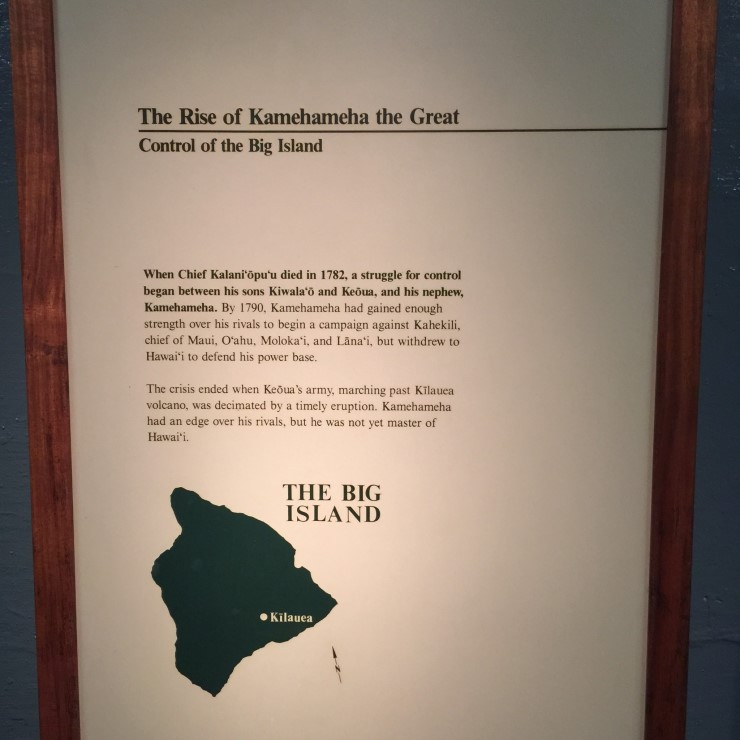 The Rise of Kamehameha the Great
Control of the Big Island
When Chief Kalaniʻōpuʻu died in 1782, a struggle for control
began between his sons Kiwalaʻō and Keōua, and his nephew,
Kamehameha. By 1790, Kamehameha had gained enough
strength over his rivals to begin a campaign against Kahekili,
chief of Maui, Oʻahu, Molokaʻi, and Lānaʻi, but withdrew to
Hawaiʻi to defend his power base.
The crisis ended when Keōua's army, marching past Kīlauea
volcano, was decimated by a timely eruption. Kamehameha
had an edge over his rivals, but he was not yet master of
Hawaiʻi.
THE BIG
ISLAND
Kīlauea
N